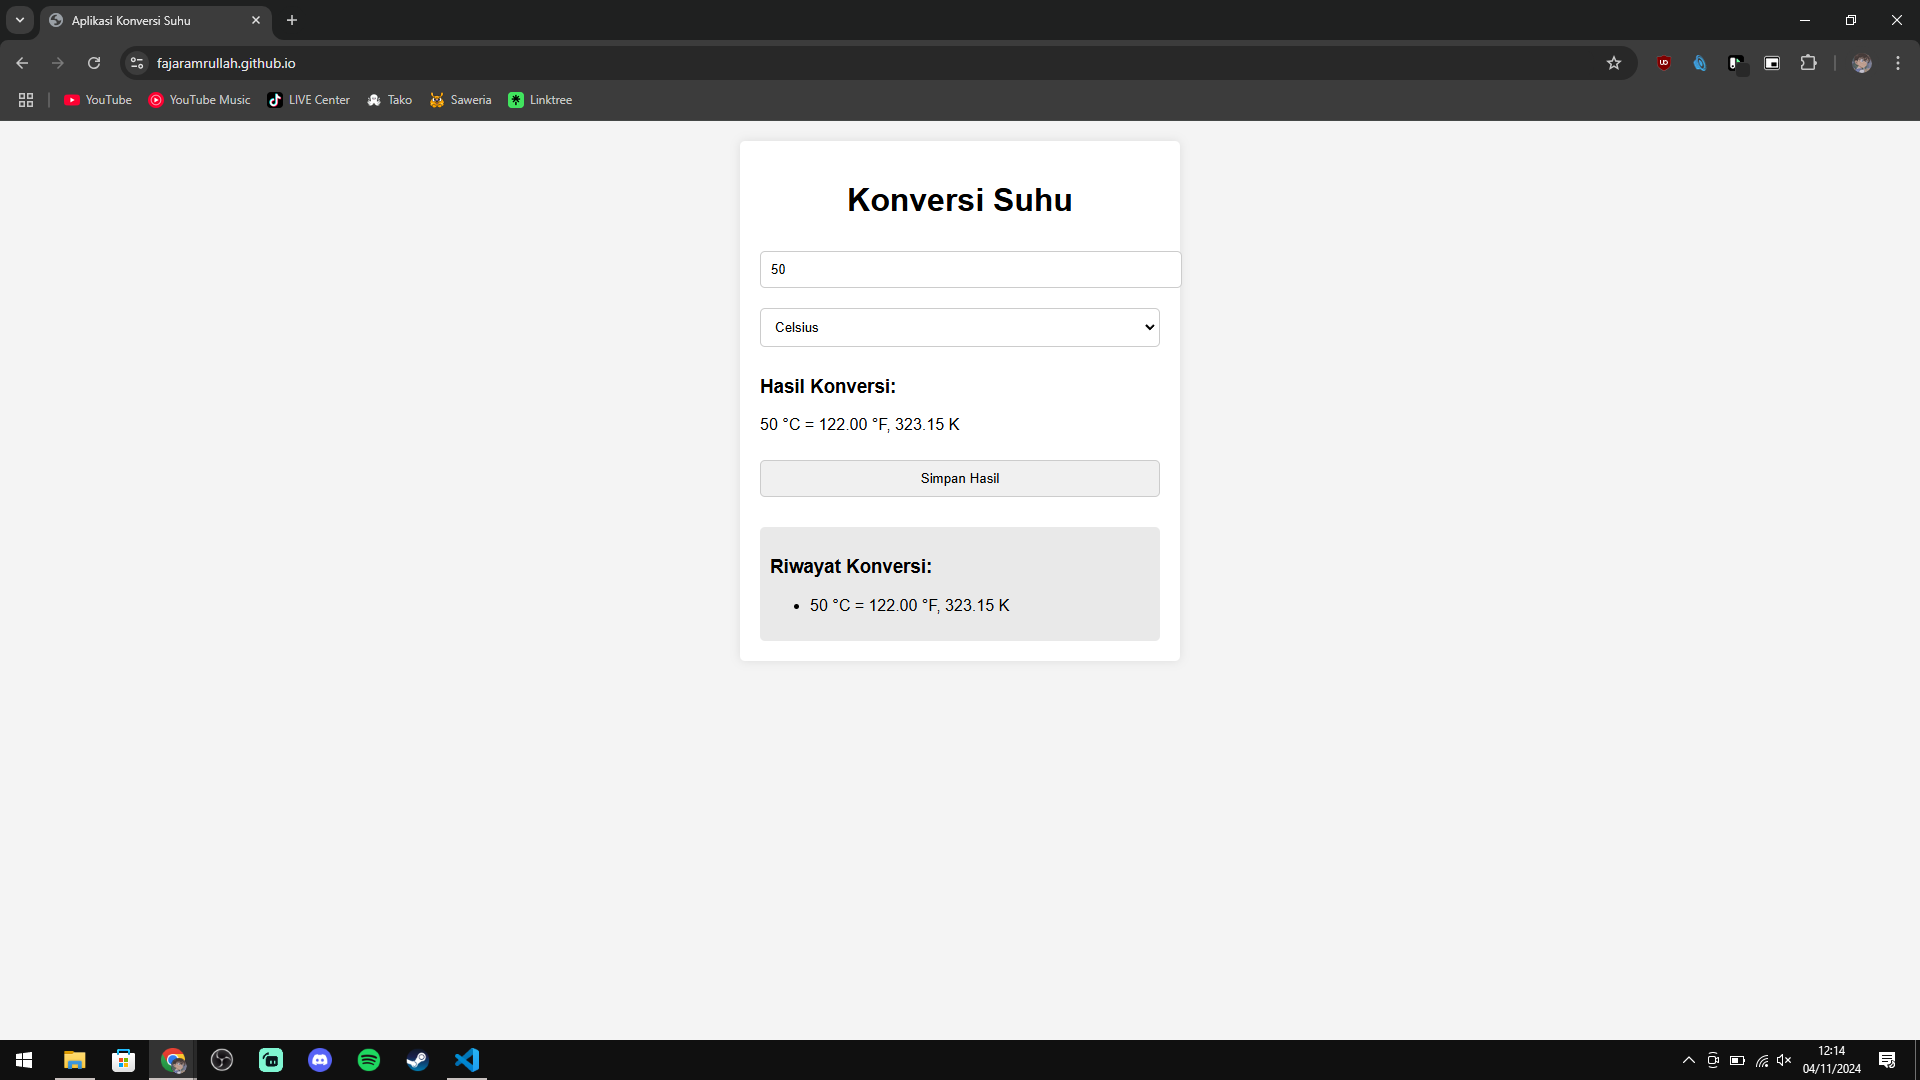 Aplikasi Konversi Suhu
fajaramrullah.github.io
YouTube
YouTube Music
LIVE Center
Tako
Saweria
Linktree
Konversi Suhu
50
Celsius
Hasil Konversi:
50 °C = 122.00 °F, 323.15 K
Simpan Hasil
Riwayat Konversi:
• 50 °C = 122.00 °F, 323.15 K
12:14
04/11/2024